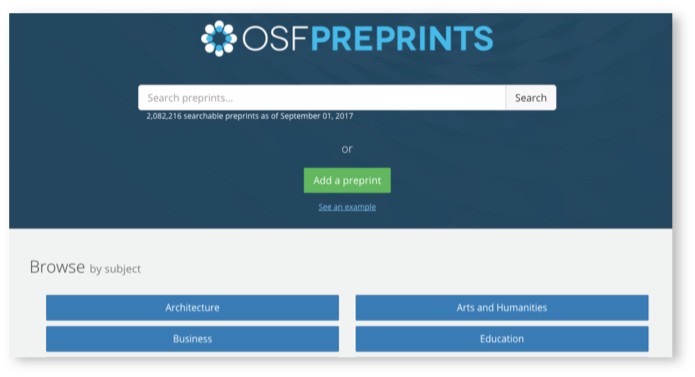 OSFPREPRINTS
Search preprints... Search
2,082,216 searchable preprints as of September 01, 2017
or
Add a preprint
See an example
Browse by subject
Architecture Arts and Humanities
Business Education